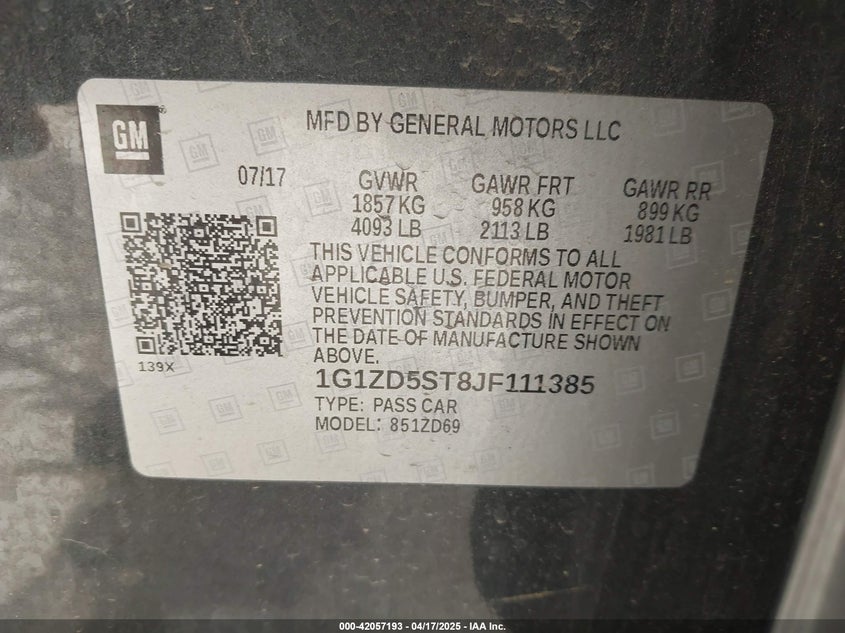 GM
MFD BY GENERAL MOTORS LLC
07/17
GVWR GAWR FRT GAWR RR
1857 KG 958 KG 899 KG
4093 LB 2113 LB 1981 LB
THIS VEHICLE CONFORMS TO ALL
APPLICABLE U.S. FEDERAL MOTOR
VEHICLE SAFETY, BUMPER, AND THEFT
PREVENTION STANDARDS IN EFFECT ON
THE DATE OF MANUFACTURE SHOWN
ABOVE.
139X
1G1ZD5ST8JF111385
TYPE: PASS CAR
MODEL: 851ZD69
000-42057193 - 04/17/2025 - IAA Inc.